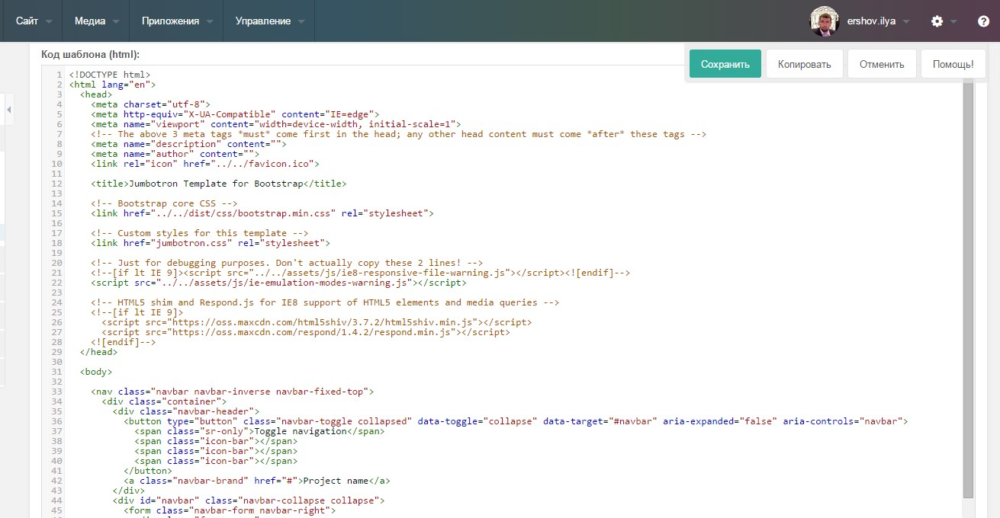 Сайт Медиа Приложения Управление ershov.ilya ?
Код шаблона (html):
Сохранить Копировать Отменить Помощь!
1 <!DOCTYPE html>
2 <html lang="en">
3 <head>
4 <meta charset="utf-8">
5 <meta http-equiv="X-UA-Compatible" content="IE=edge">
6 <meta name="viewport" content="width=device-width, initial-scale=1">
7 <!-- The above 3 meta tags *must* come first in the head; any other head content must come *after* these tags -->
8 <meta name="description" content="">
9 <meta name="author" content="">
10 <link rel="icon" href="../../favicon.ico">
11
12 <title>Jumbotron Template for Bootstrap</title>
13
14 <!-- Bootstrap core CSS -->
15 <link href="../../dist/css/bootstrap.min.css" rel="stylesheet">
16
17 <!-- Custom styles for this template -->
18 <link href="jumbotron.css" rel="stylesheet">
19
20 <!-- Just for debugging purposes. Don't actually copy these 2 lines! -->
21 <!--[if lt IE 9]><script src="../../assets/js/ie8-responsive-file-warning.js"></script><![endif]-->
22 <script src="../../assets/js/ie-emulation-modes-warning.js"></script>
23
24 <!-- HTML5 shim and Respond.js for IE8 support of HTML5 elements and media queries -->
25 <!--[if lt IE 9]>
26 <script src="https://oss.maxcdn.com/html5shiv/3.7.2/html5shiv.min.js"></script>
27 <script src="https://oss.maxcdn.com/respond/1.4.2/respond.min.js"></script>
28 <![endif]-->
29 </head>
30
31 <body>
32
33 <nav class="navbar navbar-inverse navbar-fixed-top">
34 <div class="container">
35 <div class="navbar-header">
36 <button type="button" class="navbar-toggle collapsed" data-toggle="collapse" data-target="#navbar" aria-expanded="false" aria-controls="navbar">
37 <span class="sr-only">Toggle navigation</span>
38 <span class="icon-bar"></span>
39 <span class="icon-bar"></span>
40 <span class="icon-bar"></span>
41 </button>
42 <a class="navbar-brand" href="#">Project name</a>
43 </div>
44 <div id="navbar" class="navbar-collapse collapse">
45 <form class="navbar-form navbar-right">